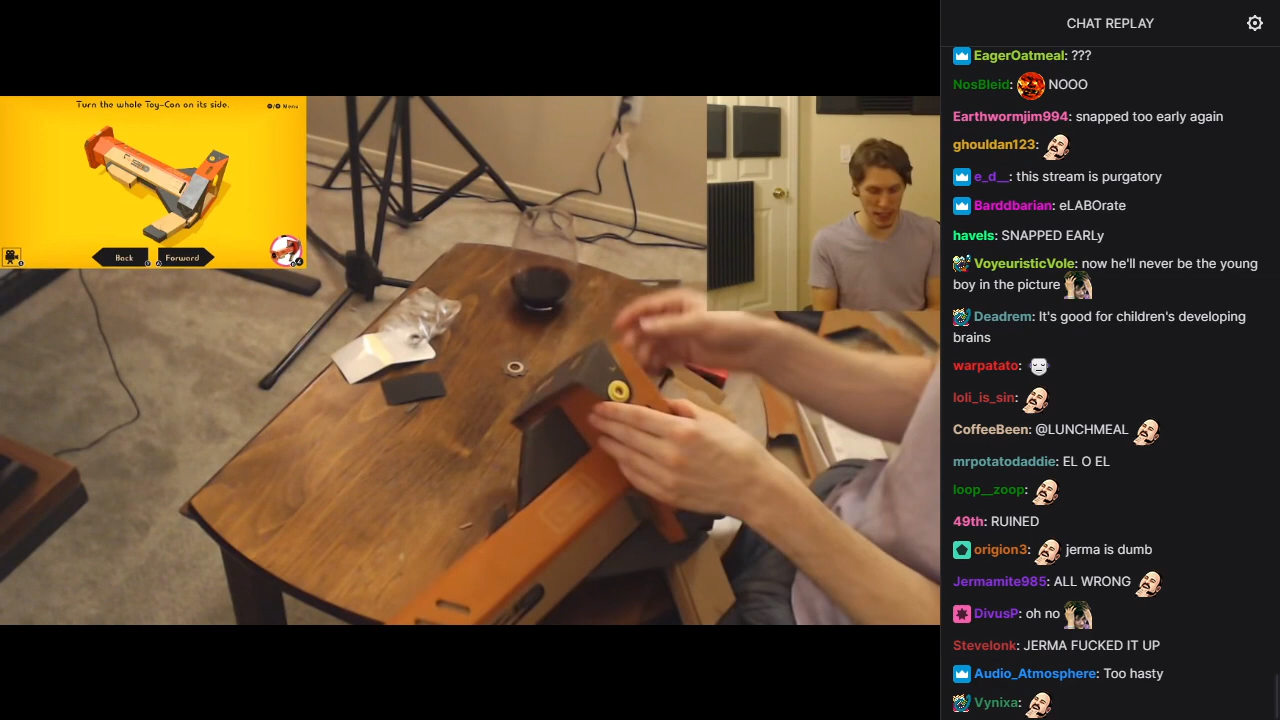 Turn the whole Toy-Con on its side.
Menu
Back
Forward
CHAT REPLAY
EagerOatmeal: ???
NosBleid: NOOO
Earthwormjim994: snapped too early again
ghouldan123:
e_d__: this stream is purgatory
Barddbarian: eLABOrate
havels: SNAPPED EARLy
VoyeuristicVole: now he'll never be the young
boy in the picture
Deadrem: It's good for children's developing
brains
warpatato:
loli_is_sin:
CoffeeBeen: @LUNCHMEAL
mrpotatodaddie: EL O EL
loop__zoop:
49th: RUINED
origion3: jerma is dumb
Jermamite985: ALL WRONG
DivusP: oh no
Stevelonk: JERMA FUCKED IT UP
Audio_Atmosphere: Too hasty
Vynixa: